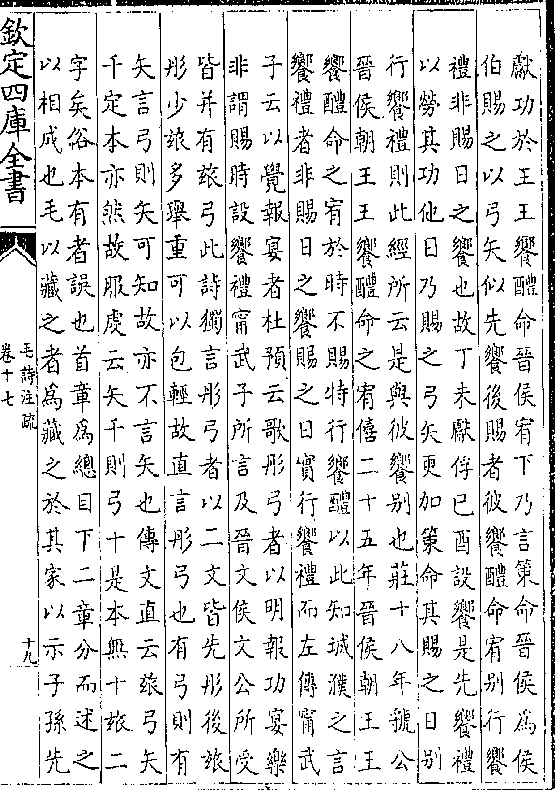 獻功於王王饗醴命晉侯宥下乃言策命晉侯為侯
伯賜之以弓矢似先饗後賜者彼饗醴命宥别行饗
禮非賜日之饗也故丁未獻俘已酉設饗是先饗禮
以勞其功他日乃賜之弓矢更加策命其賜之日别
行饗禮則此經所云是與彼饗别也莊十八年虢公
晉侯朝王王饗醴命之宥僖二十五年晉侯朝王王
饗醴命之宥於時不賜特行饗醴以此知城濮之言
饗禮者非賜日之饗賜之日實行饗禮而左傳甯武
子云以覺報宴者杜預云歌彤弓者以明報功宴樂
非謂賜時設饗禮甯武子所言及晉文侯文公所受
皆并有玈弓此詩獨言彤弓者以二文皆先彤後玈
彤少玈多舉重可以包輕故直言彤弓也有弓則有
矢言弓則矢可知故亦不言矢也傳文直云玈弓矢
千定本亦然故服虔云矢千則弓十是本無十玈二
字矣俗本有者誤也首章為總目下二章分而述之
以相成也毛以藏之者為藏之於其家以示子孫先
欽定四庫全書
毛詩注疏
卷十七
十九